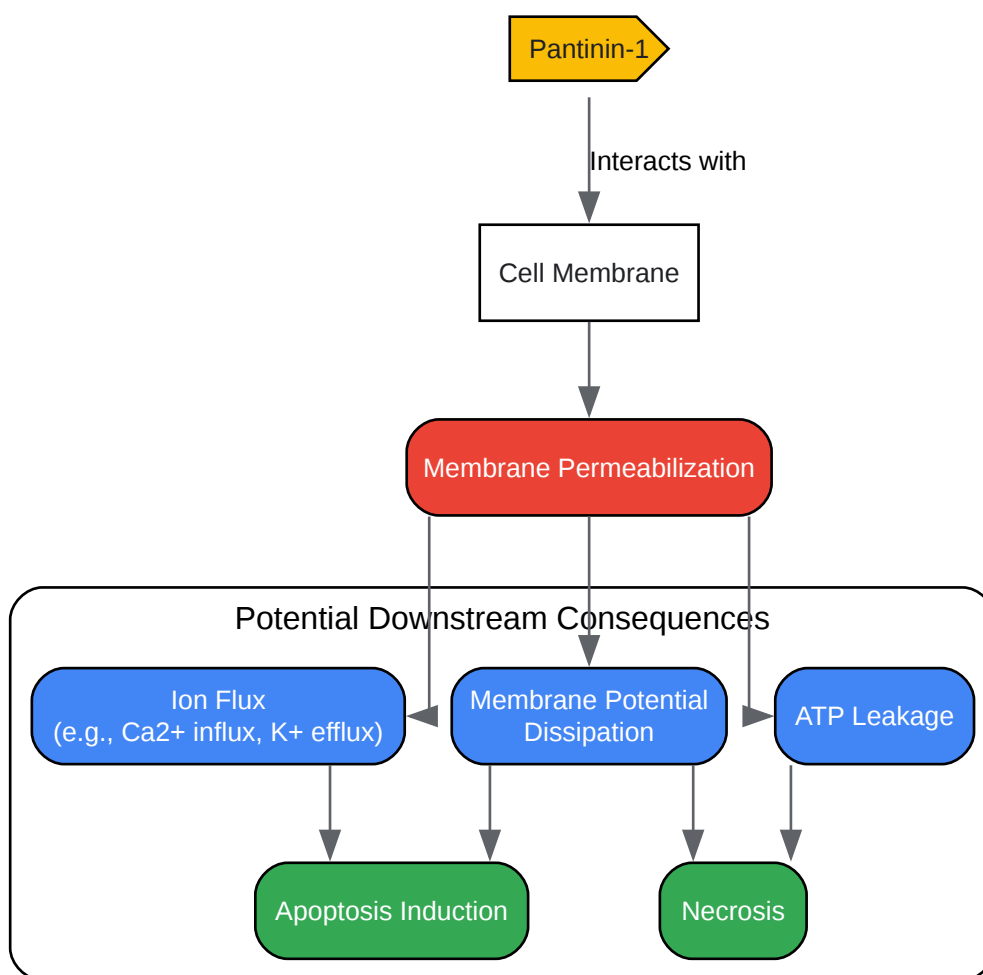 Pantinin-1
Interacts with
Cell Membrane
Membrane Permeabilization
Potential Downstream Consequences
Ion Flux
(e.g., Ca2+ influx, K+ efflux)
Membrane Potential
Dissipation
ATP Leakage
Apoptosis Induction
Necrosis